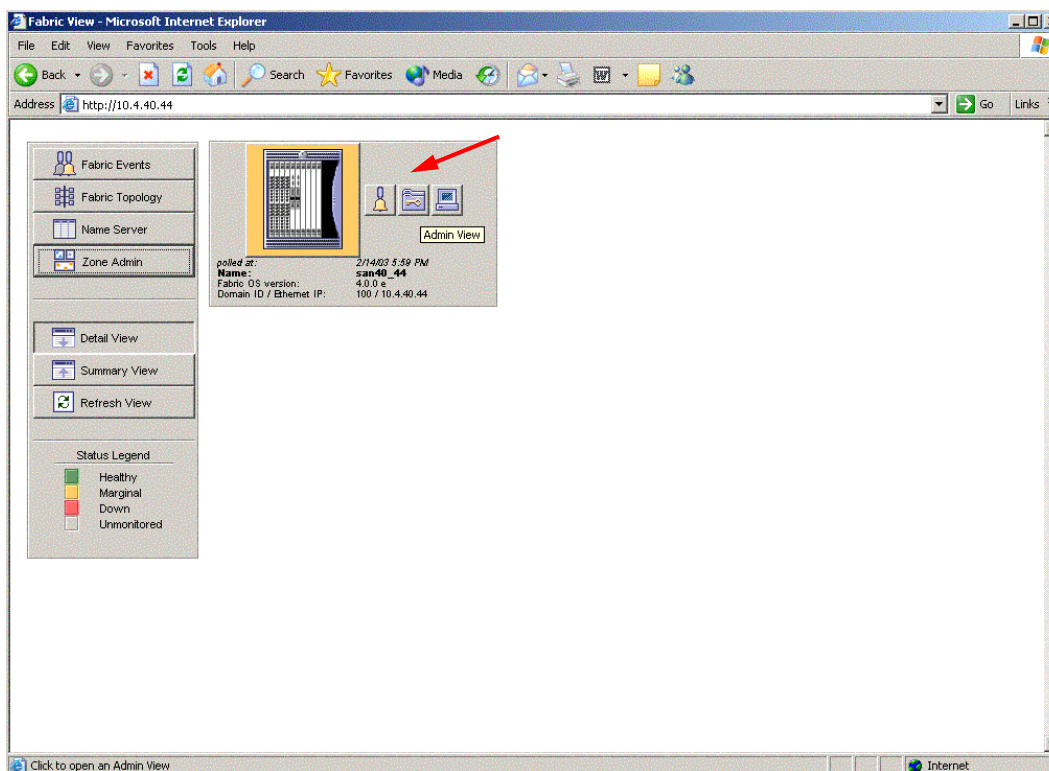 Fabric View - Microsoft Internet Explorer
File Edit View Favorites Tools Help
Back Search Favorites Media
Address http://10.4.40.44 Go Links
Fabric Events
Fabric Topology
Name Server
Zone Admin
Admin View
polled at: 2/14/03 5:59 PM
Name: san40_44
Fabric OS version: 4.0.0 e
Domain ID / Ethernet IP: 100 / 10.4.40.44
Detail View
Summary View
Refresh View
Status Legend
Healthy
Marginal
Down
Unmonitored
Click to open an Admin View Internet